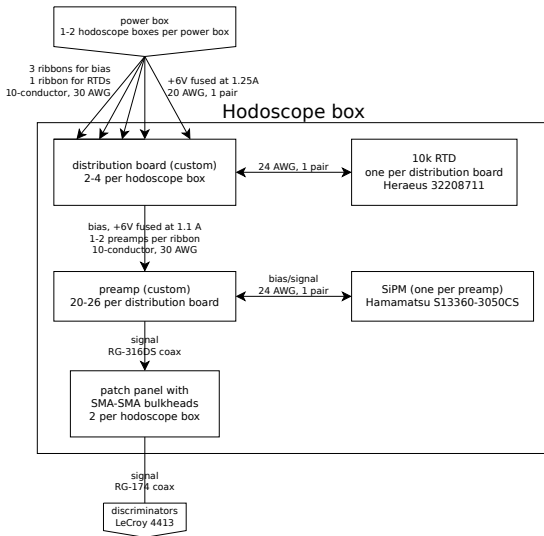 power box
1-2 hodoscope boxes per power box
3 ribbons for bias
1 ribbon for RTDs
10-conductor, 30 AWG
+6V fused at 1.25A
20 AWG, 1 pair
Hodoscope box
distribution board (custom)
2-4 per hodoscope box
24 AWG, 1 pair
10k RTD
one per distribution board
Heraeus 32208711
bias, +6V fused at 1.1 A
1-2 preamps per ribbon
10-conductor, 30 AWG
preamp (custom)
20-26 per distribution board
bias/signal
24 AWG, 1 pair
SiPM (one per preamp)
Hamamatsu S13360-3050CS
signal
RG-316DS coax
patch panel with
SMA-SMA bulkheads
2 per hodoscope box
signal
RG-174 coax
discriminators
LeCroy 4413